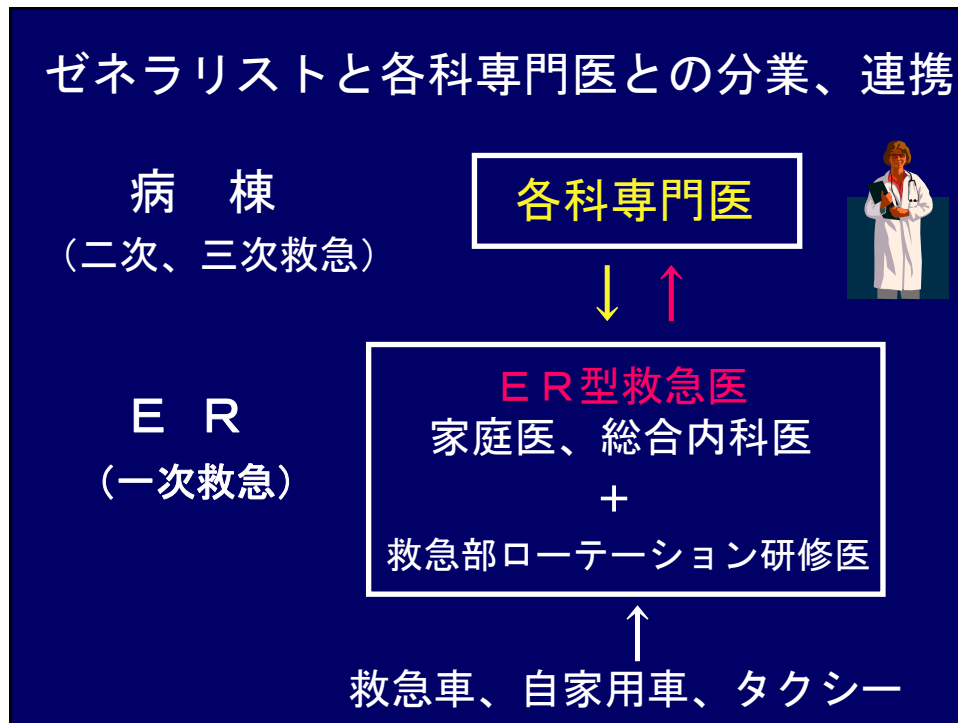 ゼネラリストと各科専門医との分業、連携
病　棟
(二次、三次救急)
各科専門医
↓ ↑
ＥＲ型救急医
家庭医、総合内科医
＋
救急部ローテーション研修医
Ｅ　Ｒ
(一次救急)
↑
救急車、自家用車、タクシー